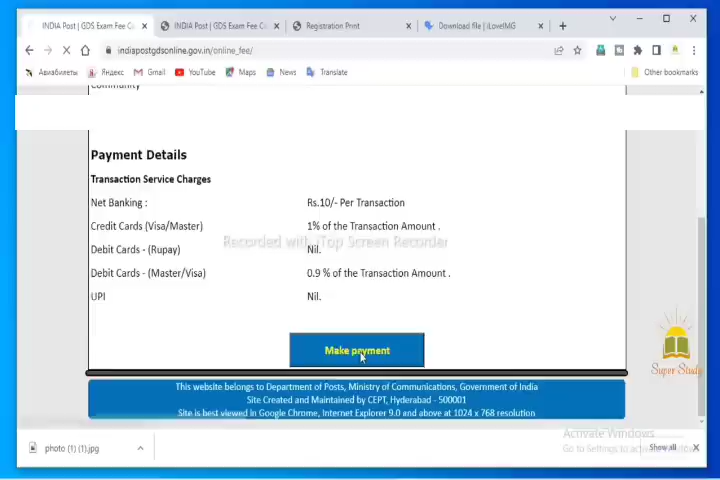 INDIA Post | GDS Exam Fee C
INDIA Post | GDS Exam Fee C
Registration Print
Download file | iLoveIMG
indiapostgdsonline.gov.in/online_fee/
Авиабилеты
Яндекс
Gmail
YouTube
Maps
News
Translate
Other bookmarks
Community
Payment Details
Transaction Service Charges
Net Banking : Rs.10/- Per Transaction
Credit Cards (Visa/Master) 1% of the Transaction Amount .
Recorded with iTop Screen Recorder
Debit Cards - (Rupay) Nil.
Debit Cards - (Master/Visa) 0.9 % of the Transaction Amount .
UPI Nil.
Make payment
Super Study
This website belongs to Department of Posts, Ministry of Communications, Government of India
Site Created and Maintained by CEPT, Hyderabad - 500001
Site is best viewed in Google Chrome, Internet Explorer 9.0 and above at 1024 x 768 resolution
Activate Windows
Go to Settings to activate Windows.
photo (1) (1).jpg
Show all